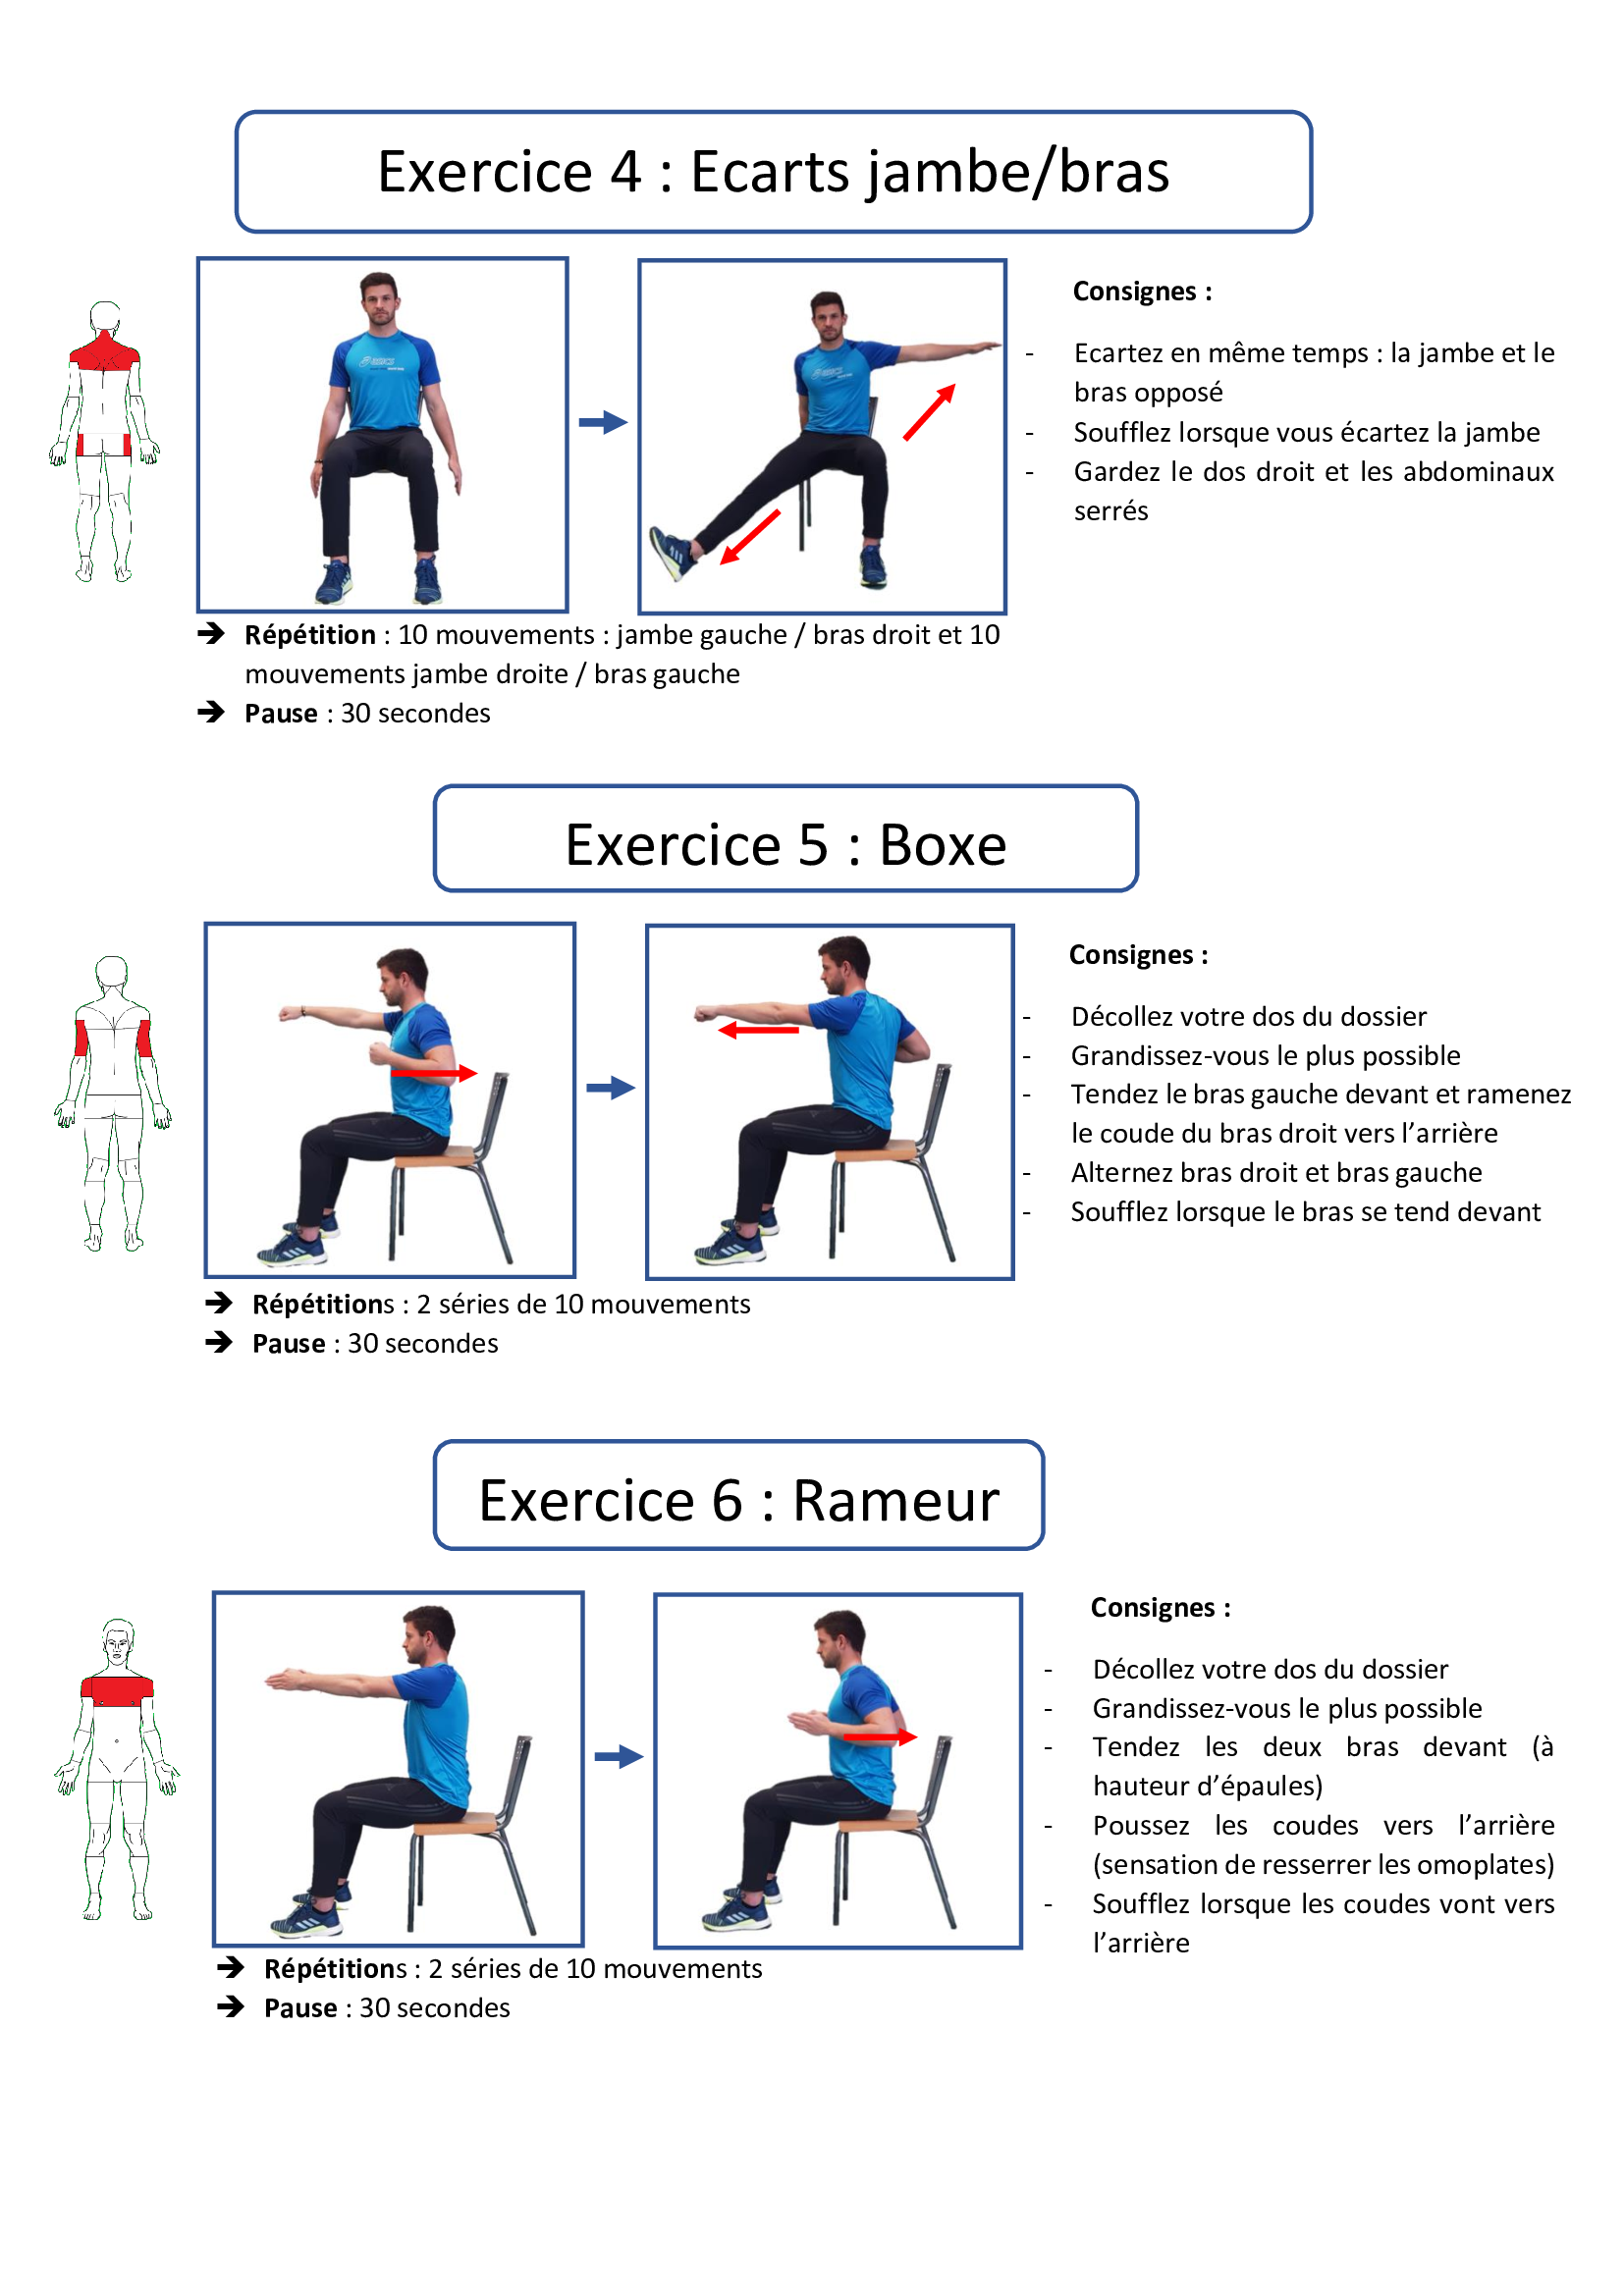 Exercice 4 : Ecarts jambe/bras
Consignes :
- Ecartez en même temps : la jambe et le
bras opposé
- Soufflez lorsque vous écartez la jambe
- Gardez le dos droit et les abdominaux
serrés
➔ Répétition : 10 mouvements : jambe gauche / bras droit et 10
mouvements jambe droite / bras gauche
➔ Pause : 30 secondes
Exercice 5 : Boxe
Consignes :
- Décollez votre dos du dossier
- Grandissez-vous le plus possible
- Tendez le bras gauche devant et ramenez
le coude du bras droit vers l’arrière
- Alternez bras droit et bras gauche
- Soufflez lorsque le bras se tend devant
➔ Répétitions : 2 séries de 10 mouvements
➔ Pause : 30 secondes
Exercice 6 : Rameur
Consignes :
- Décollez votre dos du dossier
- Grandissez-vous le plus possible
- Tendez les deux bras devant (à
hauteur d’épaules)
- Poussez les coudes vers l’arrière
(sensation de resserrer les omoplates)
- Soufflez lorsque les coudes vont vers
l’arrière
➔ Répétitions : 2 séries de 10 mouvements
➔ Pause : 30 secondes